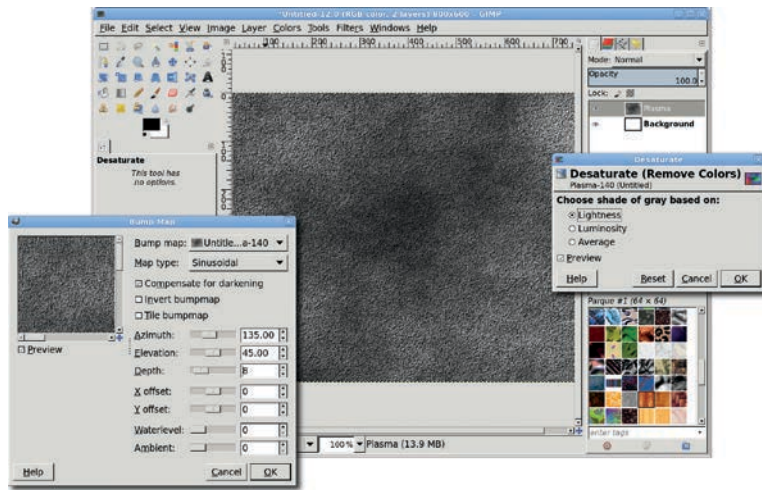 *Untitled-12.0 (RGB color, 2 layers) 800x600 – GIMP
File Edit Select View Image Layer Colors Tools Filters Windows Help
Mode: Normal
Opacity
100.0
Lock:
Plasma
Background
Desaturate
This tool has
no options.
Desaturate
Desaturate (Remove Colors)
Plasma-140 (Untitled)
Choose shade of gray based on:
Lightness
Luminosity
Average
Preview
Help Reset Cancel OK
Bump Map
Bump map: Untitle...a-140
Map type: Sinusoidal
Compensate for darkening
Invert bumpmap
Tile bumpmap
Azimuth: 135.00
Elevation: 45.00
Depth: 8
X offset: 0
Y offset: 0
Waterlevel: 0
Ambient: 0
Preview
Help Cancel OK
Parque #1 (64 x 64)
enter tags
100% Plasma (13.9 MB)